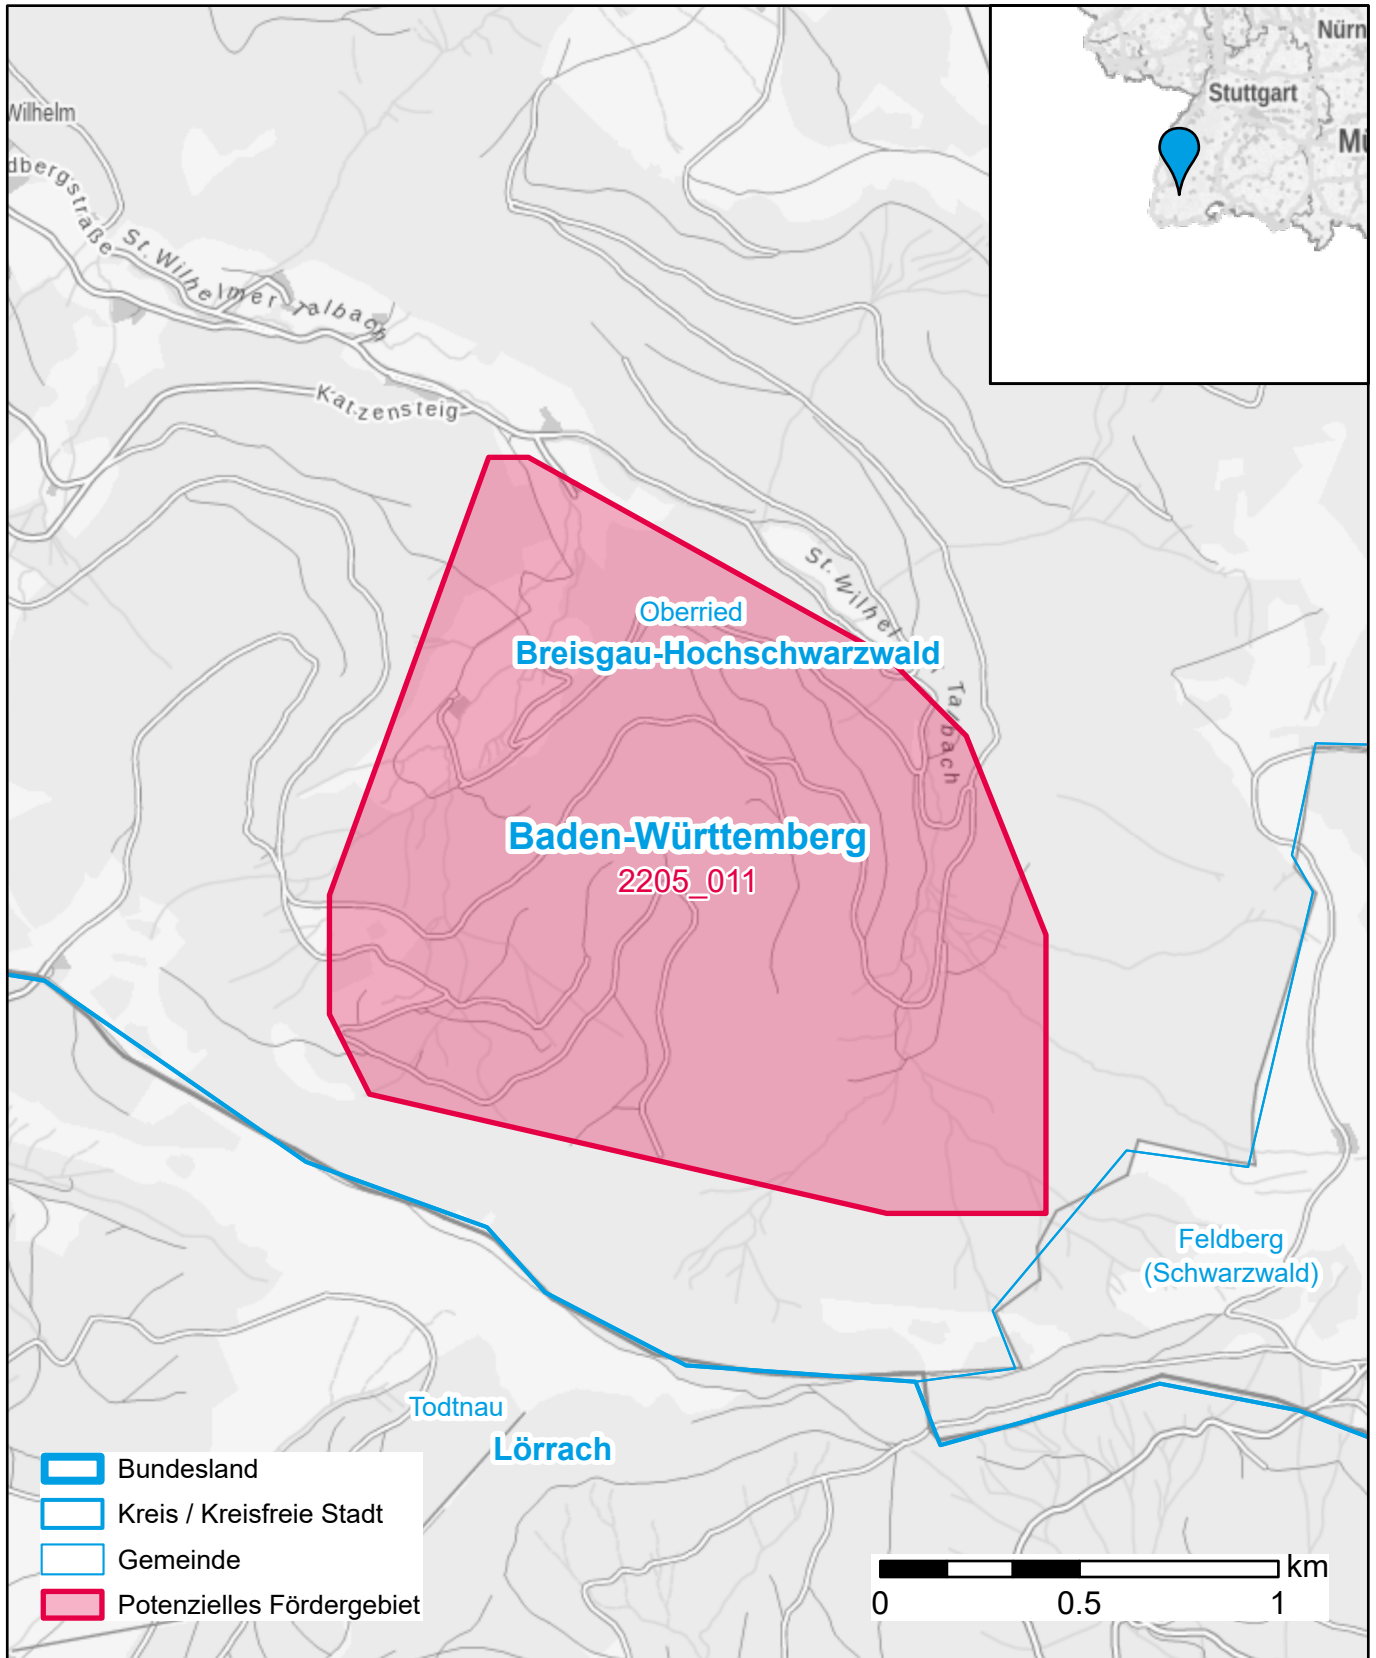 Wilhelm
dbergstraße
St. Wilhelmer Talbach
Katzensteig
Nürn
Stuttgart
Mü
St. Wilhel
Talbach
Oberried
Breisgau-Hochschwarzwald
Baden-Württemberg
2205_011
Feldberg
(Schwarzwald)
Todtnau
Lörrach
Bundesland
Kreis / Kreisfreie Stadt
Gemeinde
Potenzielles Fördergebiet
km
0 0.5 1